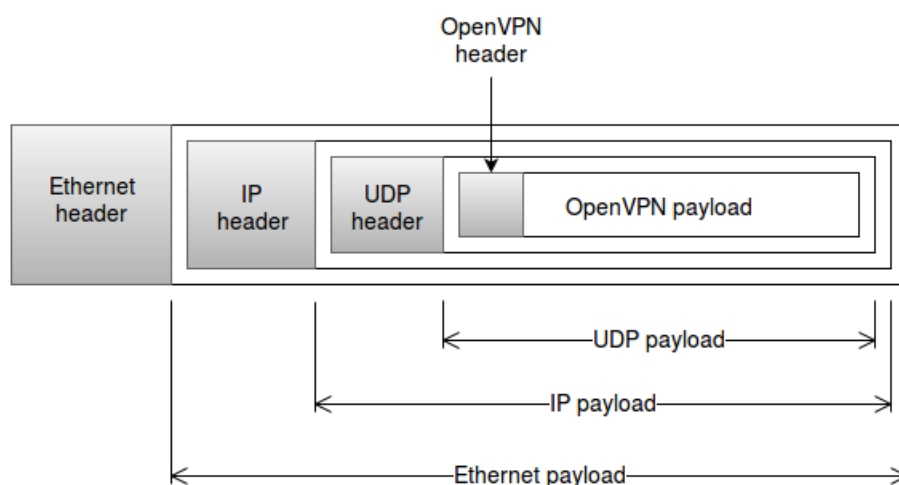 OpenVPN
header
Ethernet
header
IP
header
UDP
header
OpenVPN payload
UDP payload
IP payload
Ethernet payload